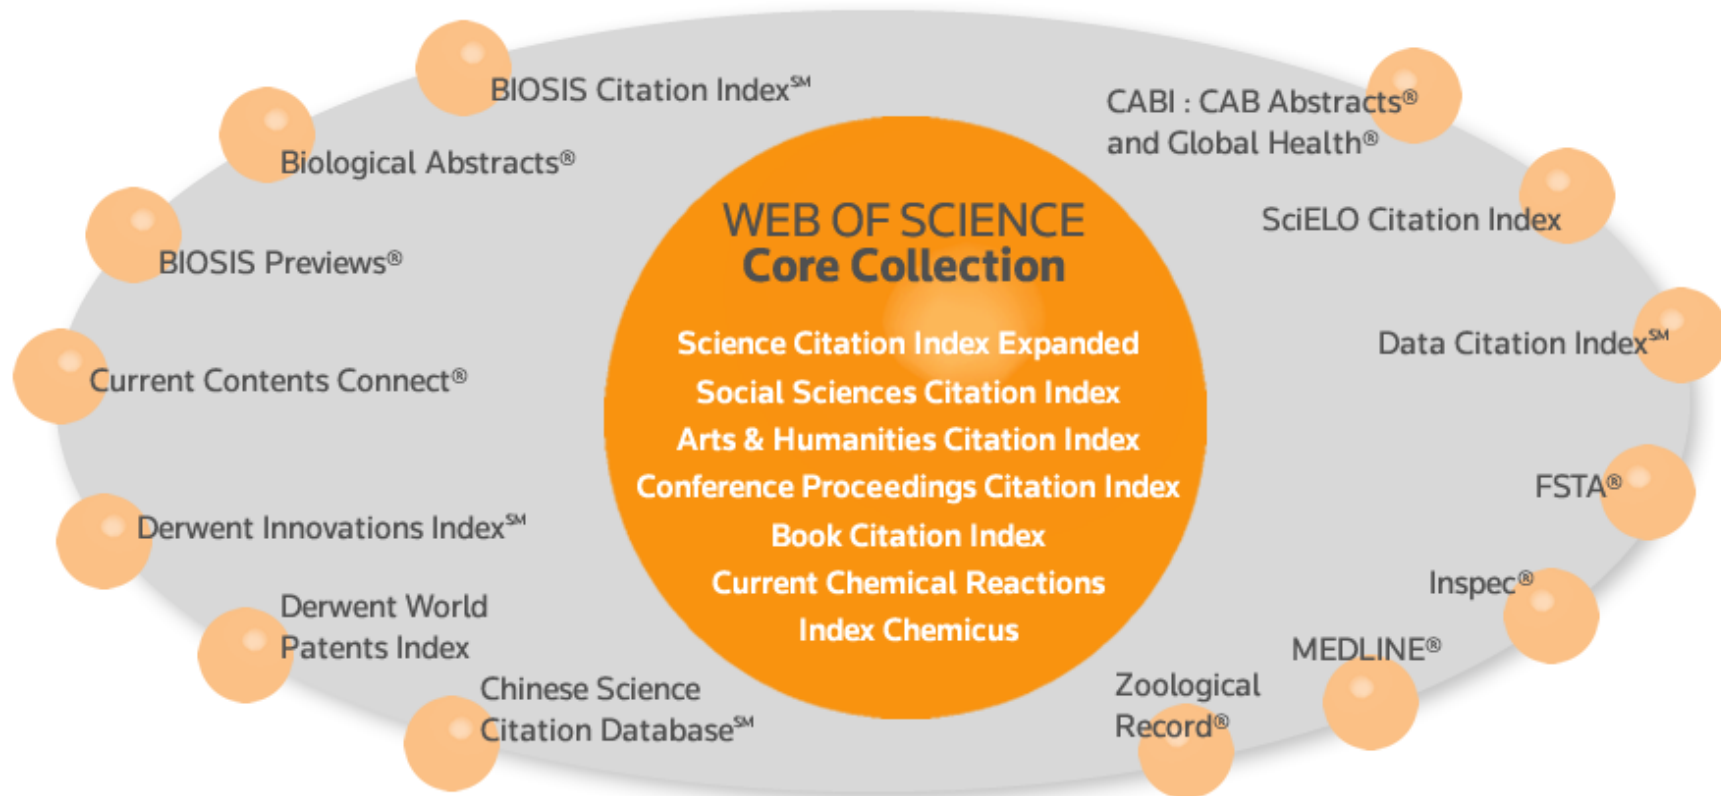 BIOSIS Citation Index℠
Biological Abstracts®
BIOSIS Previews®
Current Contents Connect®
Derwent Innovations Index℠
Derwent World
Patents Index
Chinese Science
Citation Database℠
WEB OF SCIENCE
Core Collection
Science Citation Index Expanded
Social Sciences Citation Index
Arts & Humanities Citation Index
Conference Proceedings Citation Index
Book Citation Index
Current Chemical Reactions
Index Chemicus
CABI : CAB Abstracts®
and Global Health®
SciELO Citation Index
Data Citation Index℠
FSTA®
Inspec®
MEDLINE®
Zoological
Record®